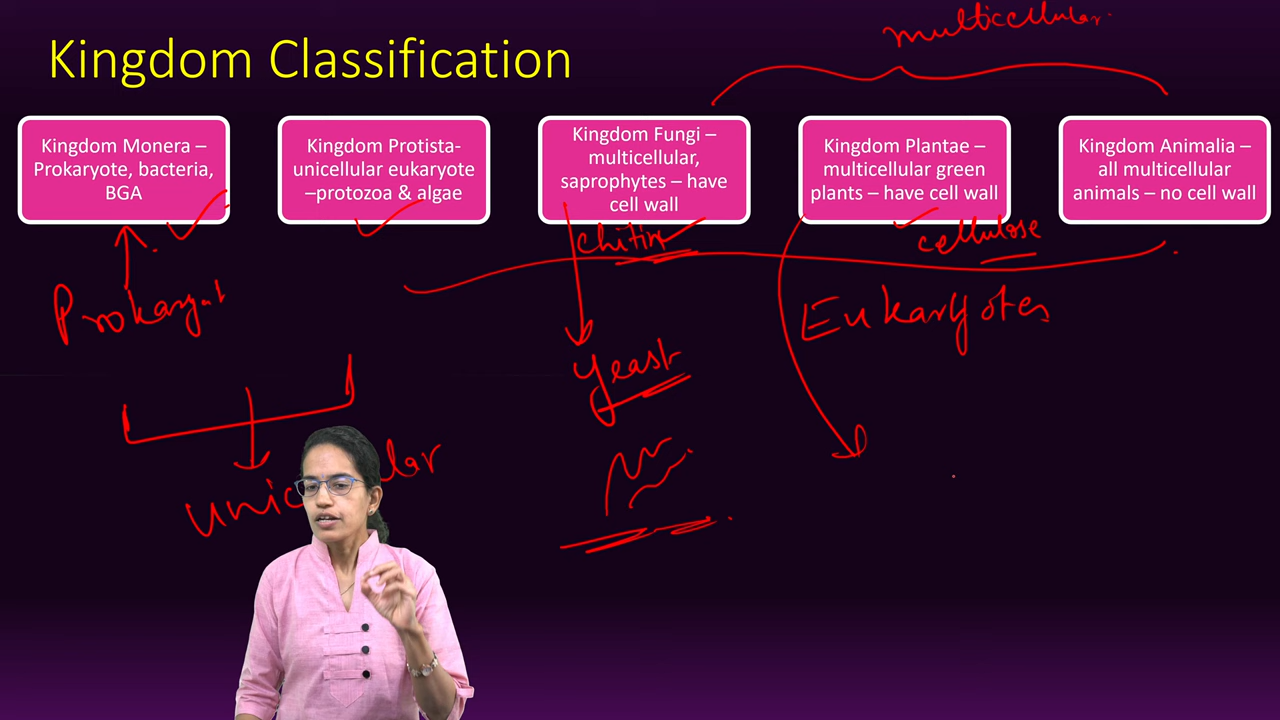 multicellular
Kingdom Classification
Kingdom Monera –
Prokaryote, bacteria,
BGA
Kingdom Protista-
unicellular eukaryote
–protozoa & algae
Kingdom Fungi –
multicellular,
saprophytes – have
cell wall
Kingdom Plantae –
multicellular green
plants – have cell wall
Kingdom Animalia –
all multicellular
animals – no cell wall
chitin
cellulose
Eukaryotes
yeast